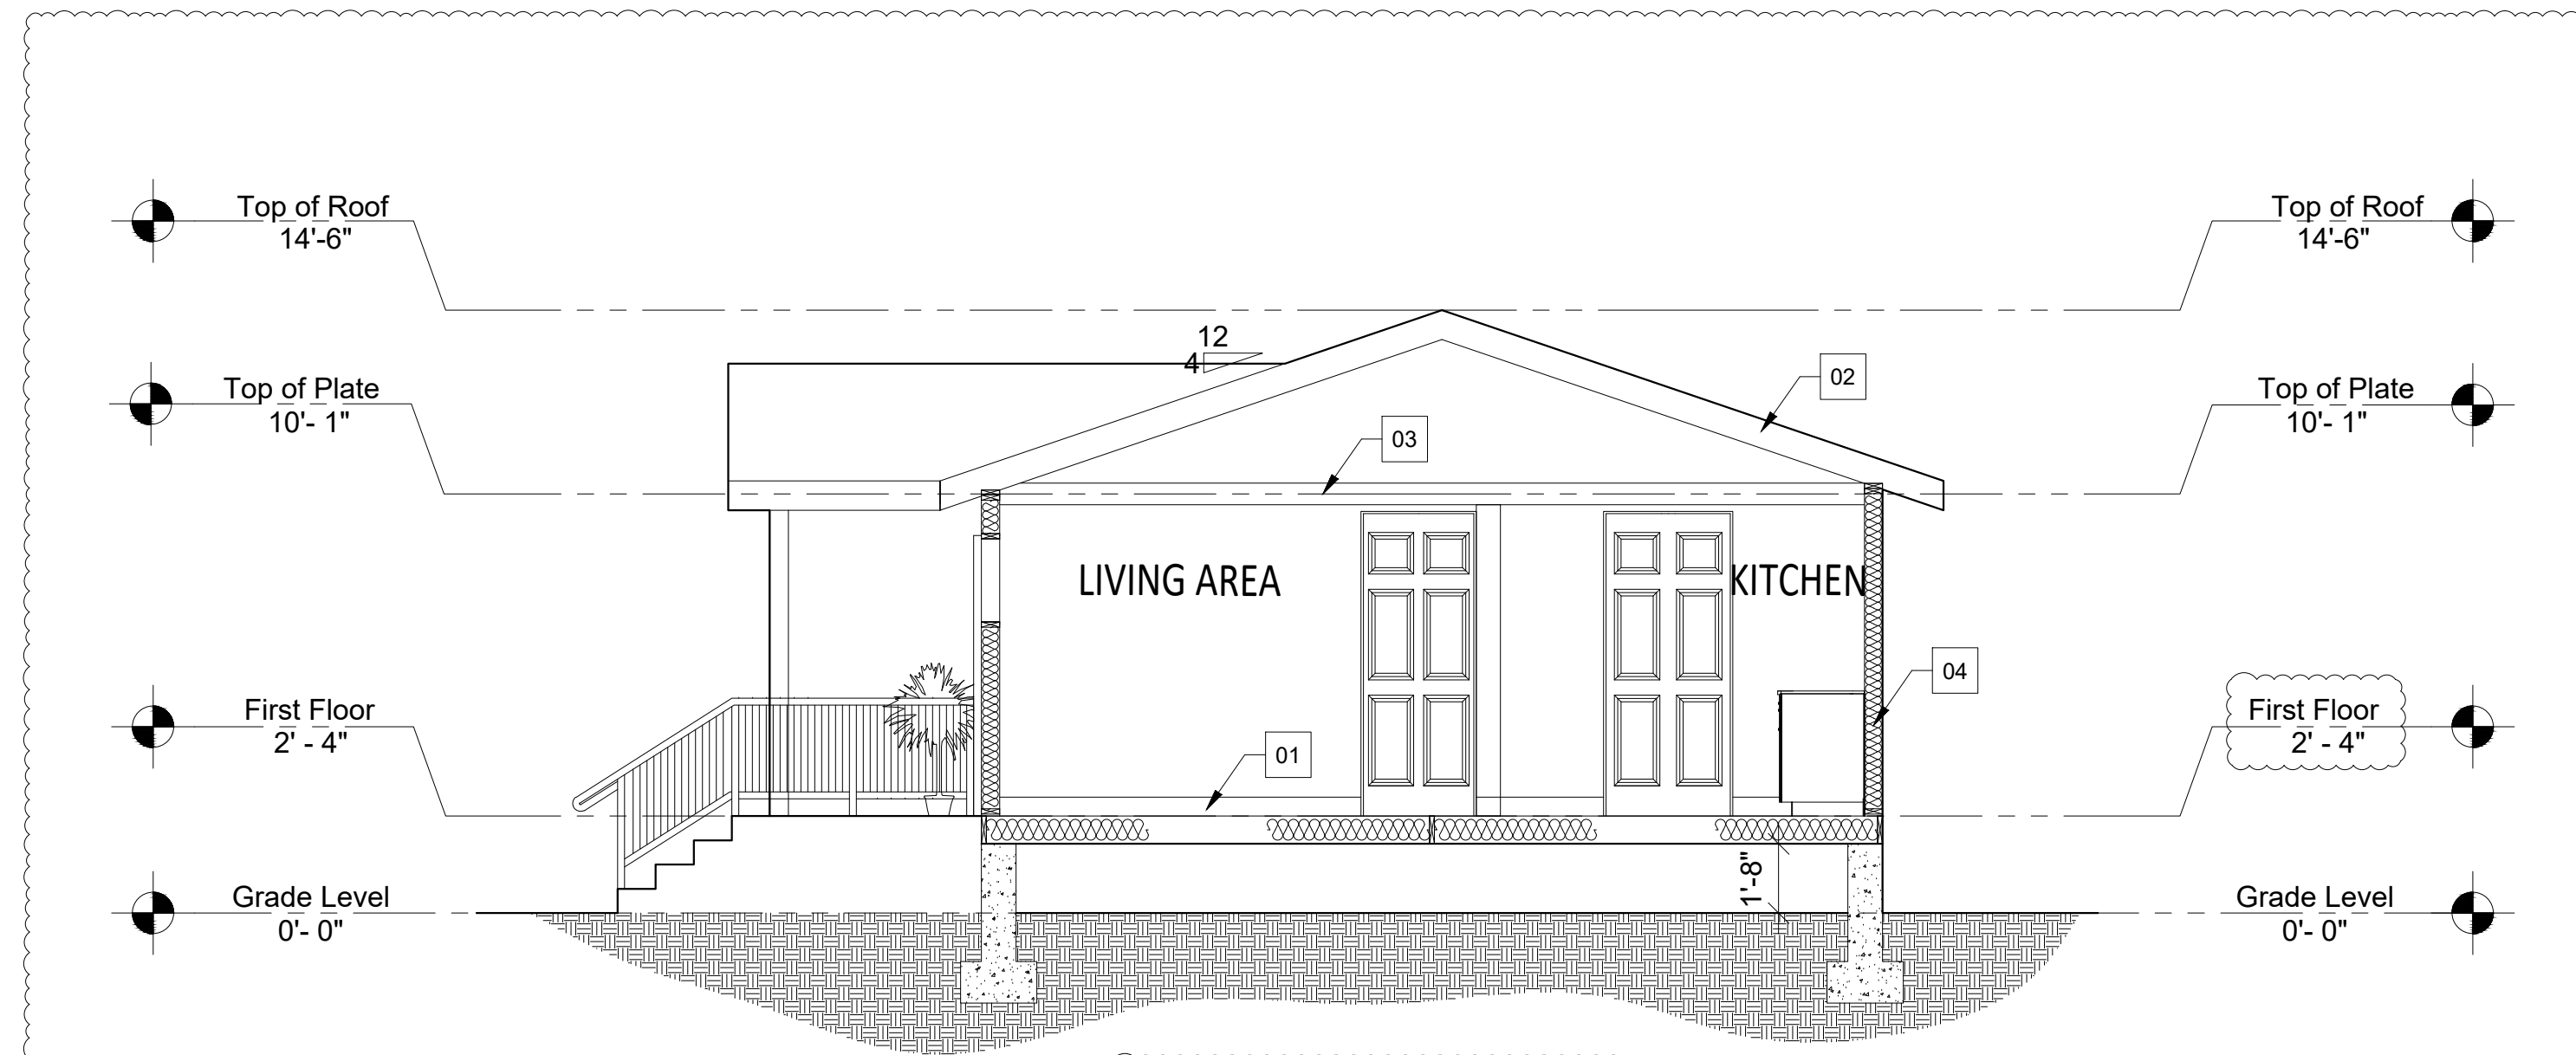 Top of Roof
14'-6"
Top of Roof
14'-6"
12
4
02
Top of Plate
10'- 1"
Top of Plate
10'- 1"
03
LIVING AREA
KITCHEN
04
First Floor
2' - 4"
First Floor
2' - 4"
01
1'-8"
Grade Level
0'- 0"
Grade Level
0'- 0"